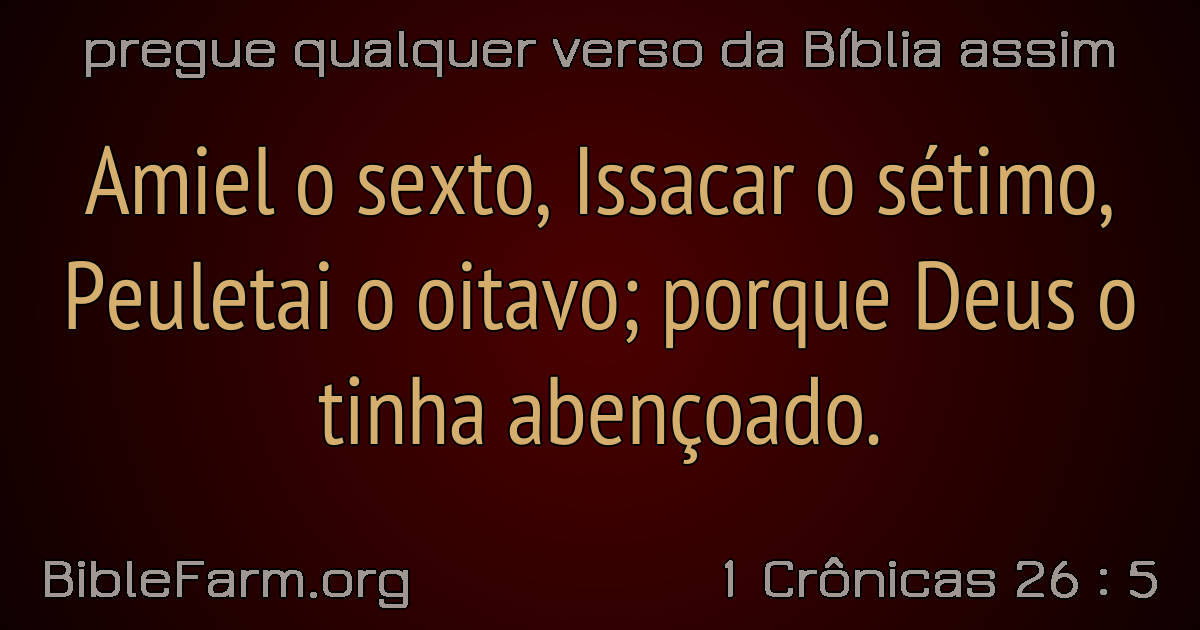 pregue qualquer verso da Bíblia assim
Amiel o sexto, Issacar o sétimo,
Peuletai o oitavo; porque Deus o
tinha abençoado.
BibleFarm.org
1 Crônicas 26 : 5